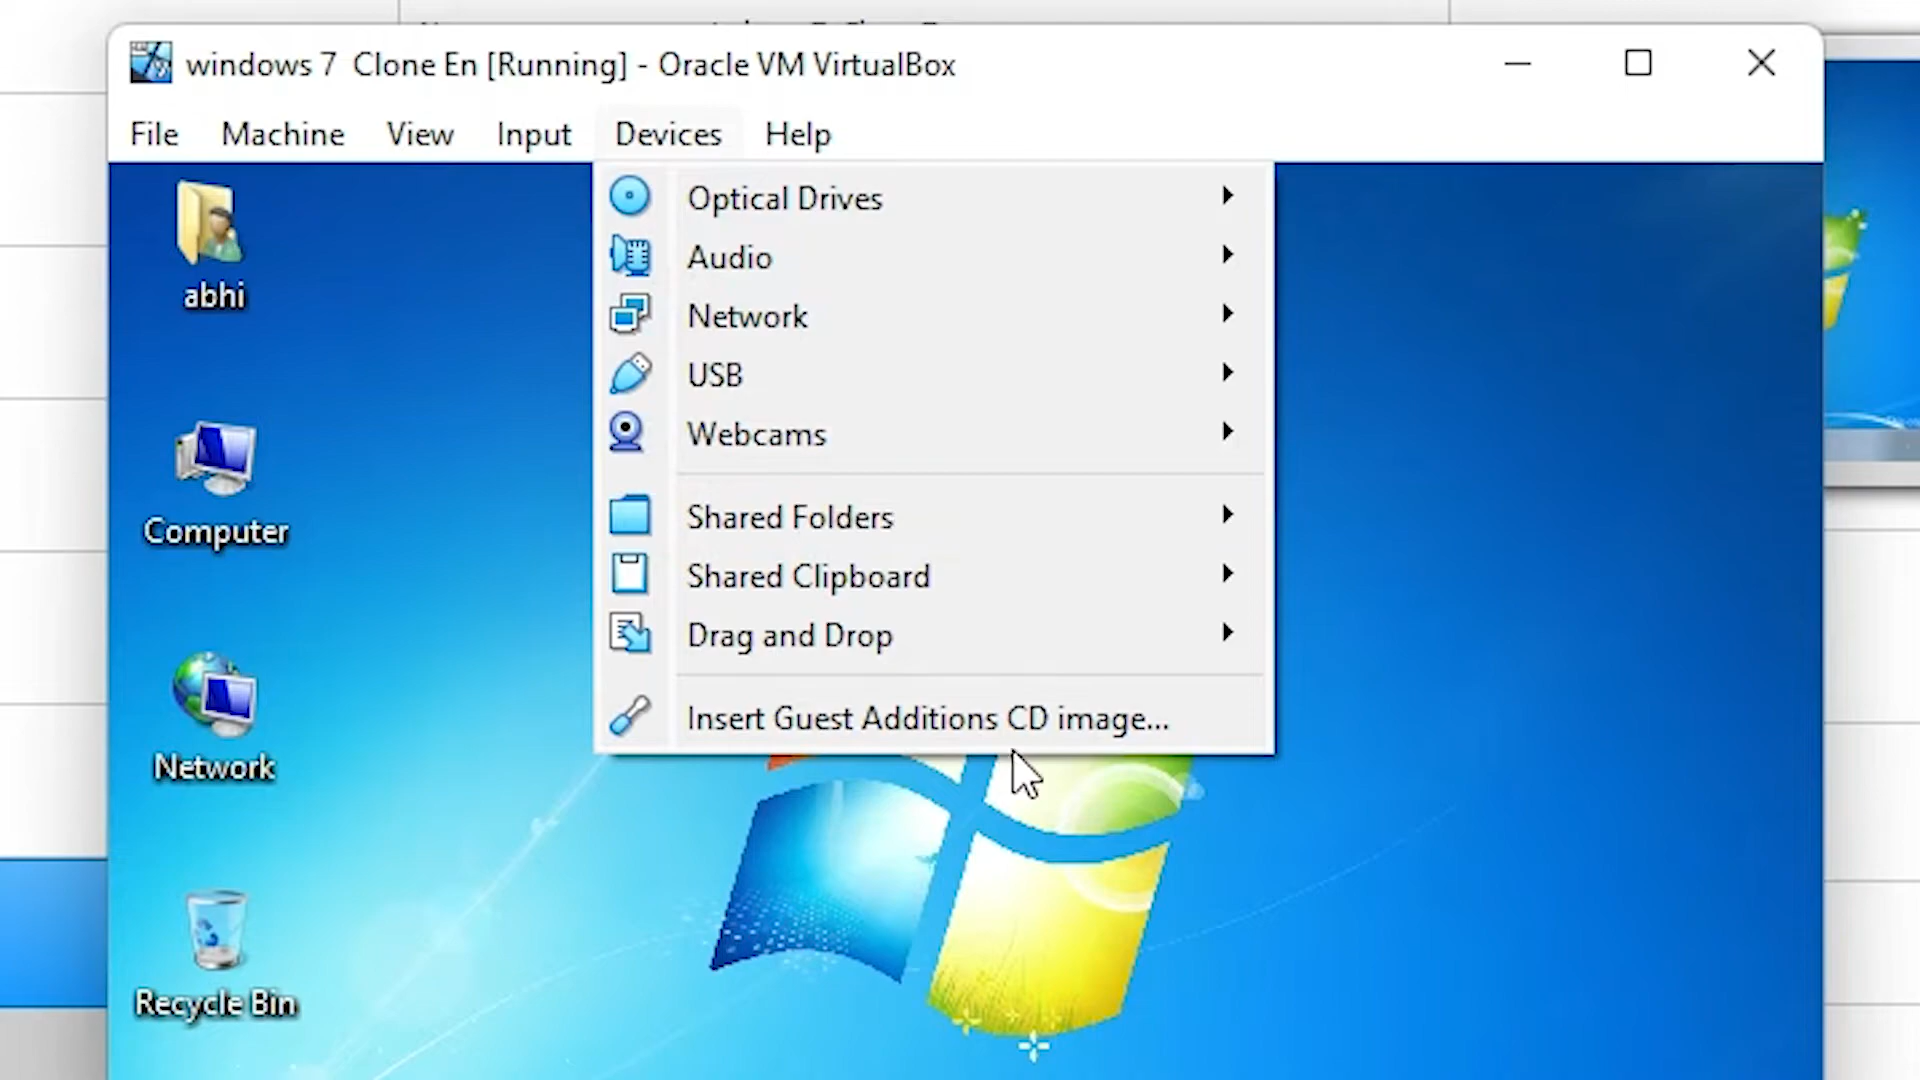 windows 7  Clone En [Running] - Oracle VM VirtualBox
File Machine View Input Devices Help
Optical Drives
Audio
Network
USB
Webcams
Shared Folders
Shared Clipboard
Drag and Drop
Insert Guest Additions CD image...
abhi
Computer
Network
Recycle Bin